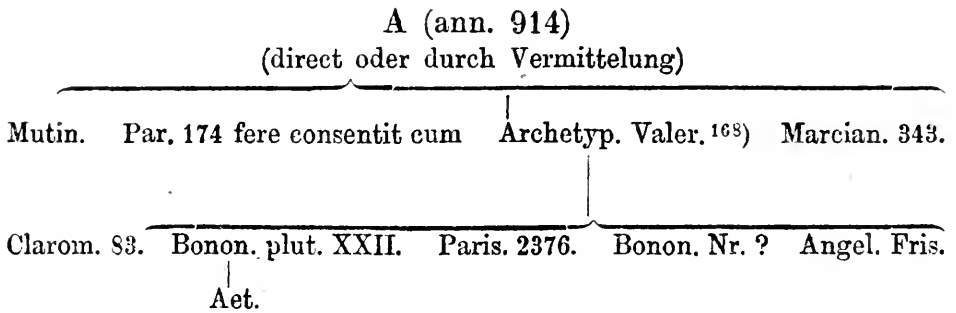 A (ann. 914)
(direct oder durch Vermittelung)
Mutin. Par. 174 fere consentit cum Archetyp. Valer. ¹⁶⁸) Marcian. 343.
Clarom. 83. Bonon. plut. XXII. Paris. 2376. Bonon. Nr. ? Angel. Fris.
Aet.